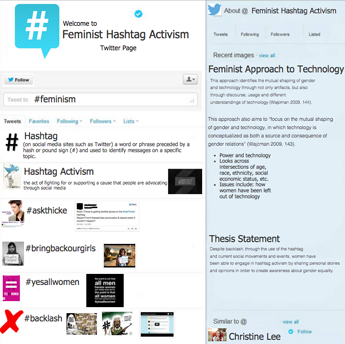 Welcome to
Feminist Hashtag Activism
Twitter Page
Follow
Tweet to #feminism
Tweets Favorites Following Followers Lists
# Hashtag
(on social media sites such as Twitter) a word or phrase preceded by a
hash or pound sign (#) and used to identify messages on a specific
topic.
Hashtag Activism
the act of fighting for or supporting a cause that people are advocating
through social media
#askthicke
#bringbackourgirls
#yesallwomen
all men
#backlash
About @ Feminist Hashtag Activism
Tweets Following Followers Listed
Recent images · view all
Feminist Approach to Technology
This approach identifies the mutual shaping of gender
and technology through not only artifacts, but also
through discourse, usage and different
understandings of technology (Wajcman 2009. 144).
This approach also aims to "focus on the mutual shaping
of gender and technology, in which technology is
conceptualized as both a source and consequence of
gender relations" (Wajcman 2009. 143).
• Power and technology
• Looks across
intersections of age,
race, ethnicity, social
economic status, etc.
• Issues include: how
women have been left
out of technology
Thesis Statement
Despite backlash, through the usage of the hashtag
and current social movements and events, women have
been able to engage in hashtag activism by sharing personal stories
and opinions in order to create awareness about gender equality.
Similar to @ view all
Christine Lee Follow